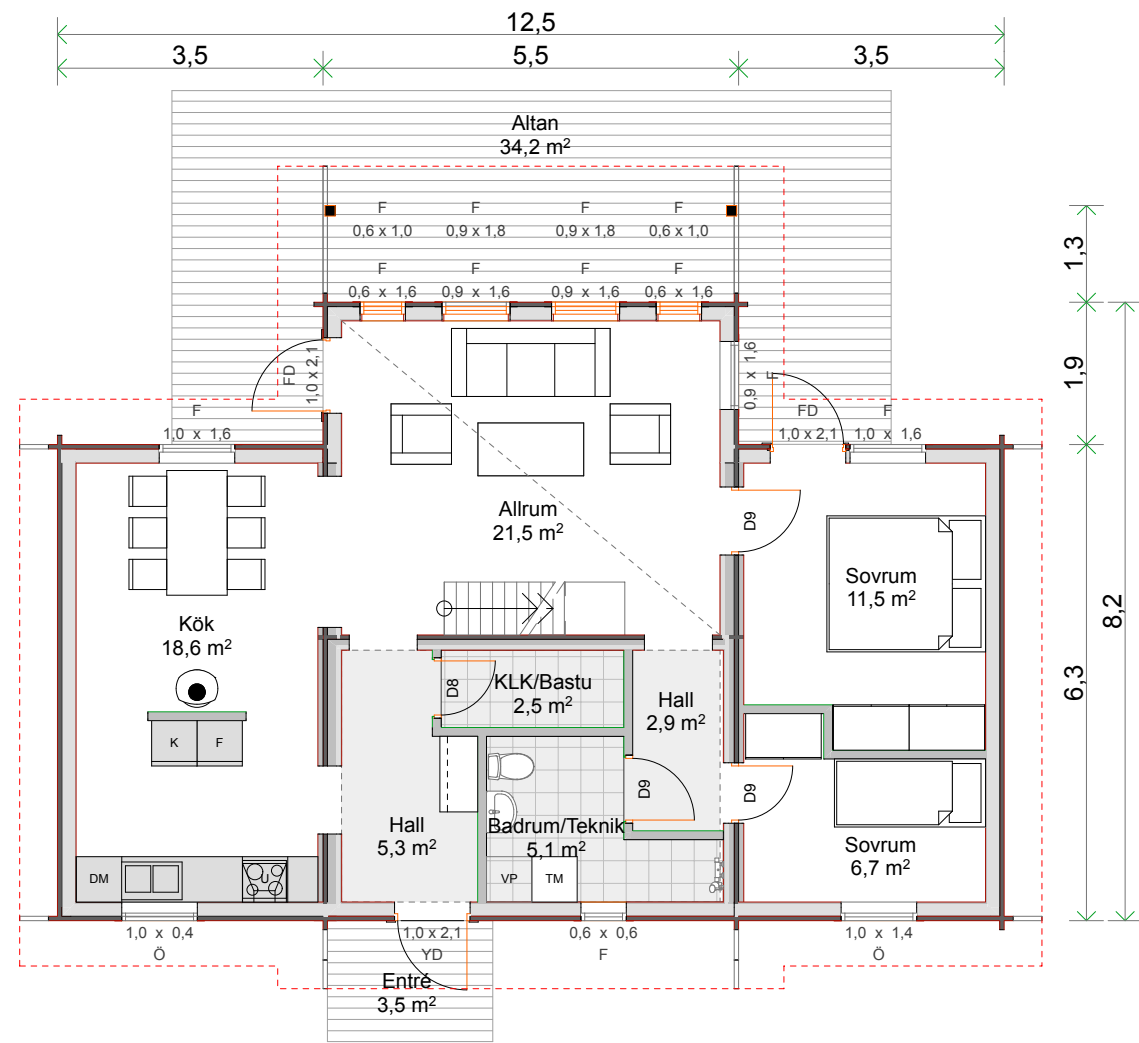 12,5
3,5
5,5
3,5
Altan
34,2 m²
F F F F
0,6 x 1,0 0,9 x 1,8 0,9 x 1,8 0,6 x 1,0
F F F F
0,6 x 1,6 0,9 x 1,6 0,9 x 1,6 0,6 x 1,6
1,3
1,9
8,2
6,3
FD
1,0 x 2,1
0,9 x 1,6
F
F
1,0 x 1,6
FD
1,0 x 2,1
F
1,0 x 1,6
Allrum
21,5 m²
D9
Sovrum
11,5 m²
Kök
18,6 m²
K F
D8
KLK/Bastu
2,5 m²
Hall
2,9 m²
D9
D9
Hall
5,3 m²
Badrum/Teknik
5,1 m²
Sovrum
6,7 m²
DM
U
VP
TM
1,0 x 0,4
Ö
1,0 x 2,1
YD
0,6 x 0,6
F
1,0 x 1,4
Ö
Entré
3,5 m²